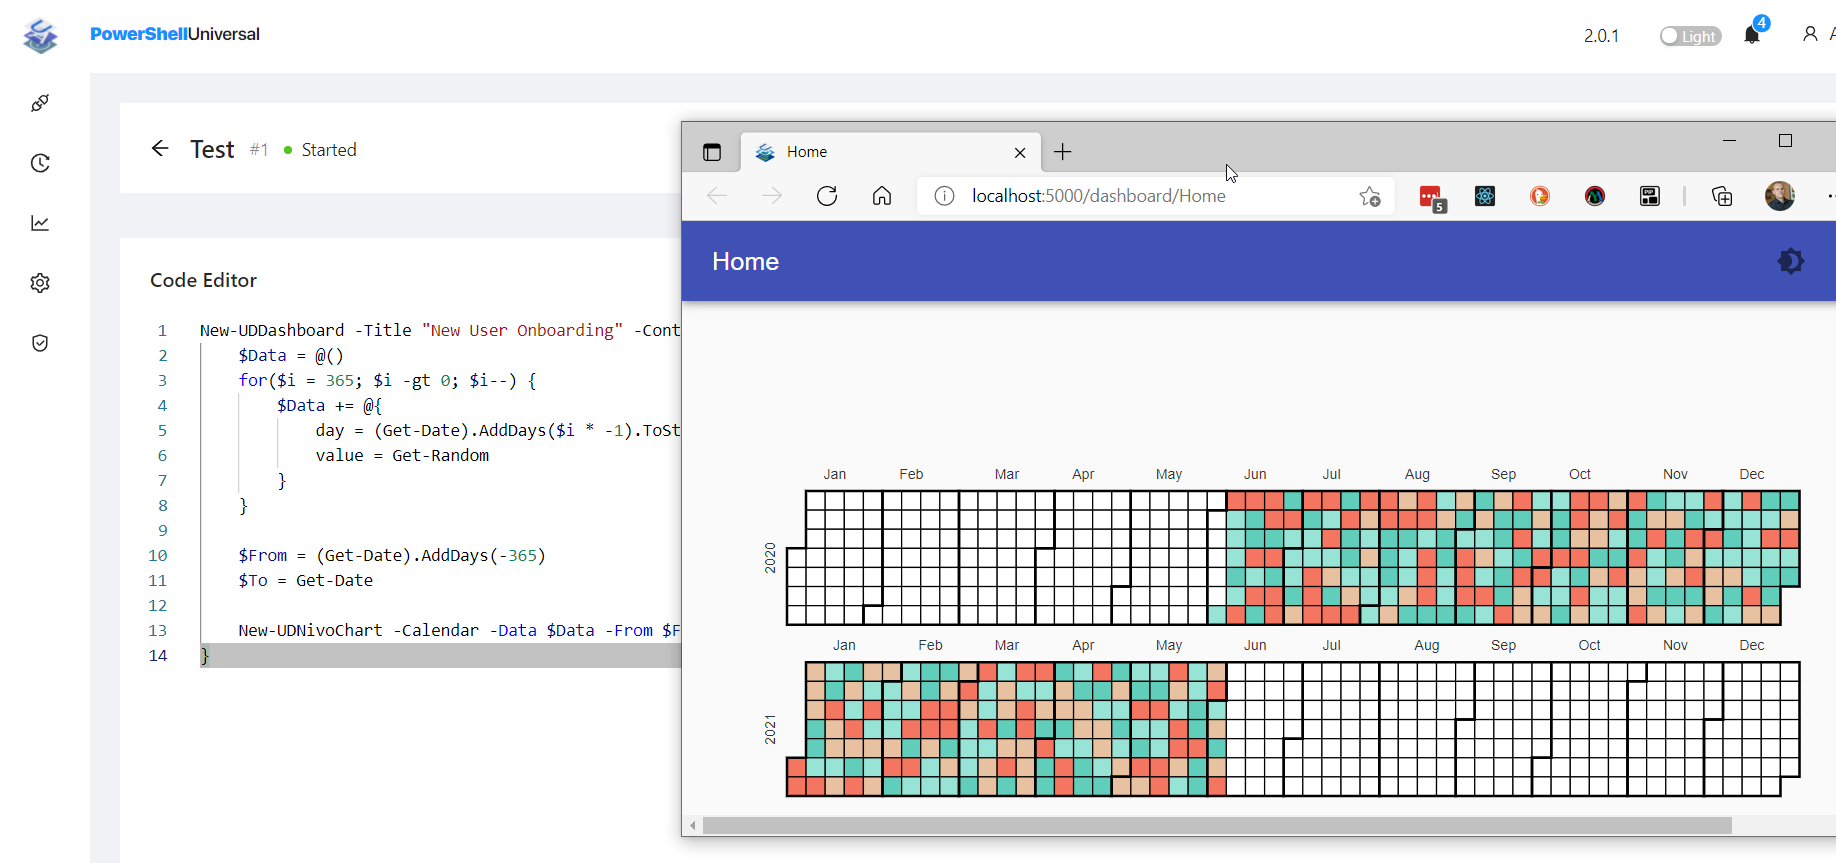 PowerShellUniversal
2.0.1
Light
4
A
Test #1 Started
Home
localhost:5000/dashboard/Home
5
Home
Code Editor
1 New-UDDashboard -Title "New User Onboarding" -Cont
2 $Data = @()
3 for($i = 365; $i -gt 0; $i--) {
4 $Data += @{
5 day = (Get-Date).AddDays($i * -1).ToSt
6 value = Get-Random
7 }
8 }
9
10 $From = (Get-Date).AddDays(-365)
11 $To = Get-Date
12
13 New-UDNivoChart -Calendar -Data $Data -From $F
14 }
Jan Feb Mar Apr May Jun Jul Aug Sep Oct Nov Dec
2020
Jan Feb Mar Apr May Jun Jul Aug Sep Oct Nov Dec
2021